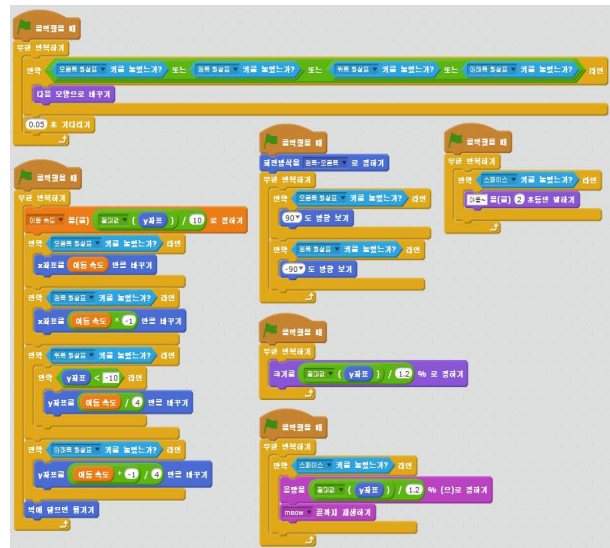 클릭했을 때
무한 반복하기
만약 오른쪽 화살표 키를 눌렀는가? 또는 왼쪽 화살표 키를 눌렀는가? 또는 위쪽 화살표 키를 눌렀는가? 또는 아래쪽 화살표 키를 눌렀는가? 라면
다음 모양으로 바꾸기
0.05 초 기다리기
클릭했을 때
무한 반복하기
이동 속도 을(를) 절대값 ( y좌표 ) / 10 로 정하기
만약 오른쪽 화살표 키를 눌렀는가? 라면
x좌표를 이동 속도 만큼 바꾸기
만약 왼쪽 화살표 키를 눌렀는가? 라면
x좌표를 이동 속도 * -1 만큼 바꾸기
만약 위쪽 화살표 키를 눌렀는가? 라면
만약 y좌표 < -10 라면
y좌표를 이동 속도 / 4 만큼 바꾸기
만약 아래쪽 화살표 키를 눌렀는가? 라면
y좌표를 이동 속도 * -1 / 4 만큼 바꾸기
벽에 닿으면 튕기기
클릭했을 때
회전방식을 왼쪽-오른쪽 로 정하기
무한 반복하기
만약 오른쪽 화살표 키를 눌렀는가? 라면
90 도 방향 보기
만약 왼쪽 화살표 키를 눌렀는가? 라면
-90 도 방향 보기
클릭했을 때
무한 반복하기
만약 스페이스 키를 눌렀는가? 라면
야옹~ 을(를) 2 초동안 말하기
클릭했을 때
무한 반복하기
크기를 절대값 ( y좌표 ) / 1.2 % 로 정하기
클릭했을 때
무한 반복하기
만약 스페이스 키를 눌렀는가? 라면
음량을 절대값 ( y좌표 ) / 1.2 % (으)로 정하기
meow 끝까지 재생하기